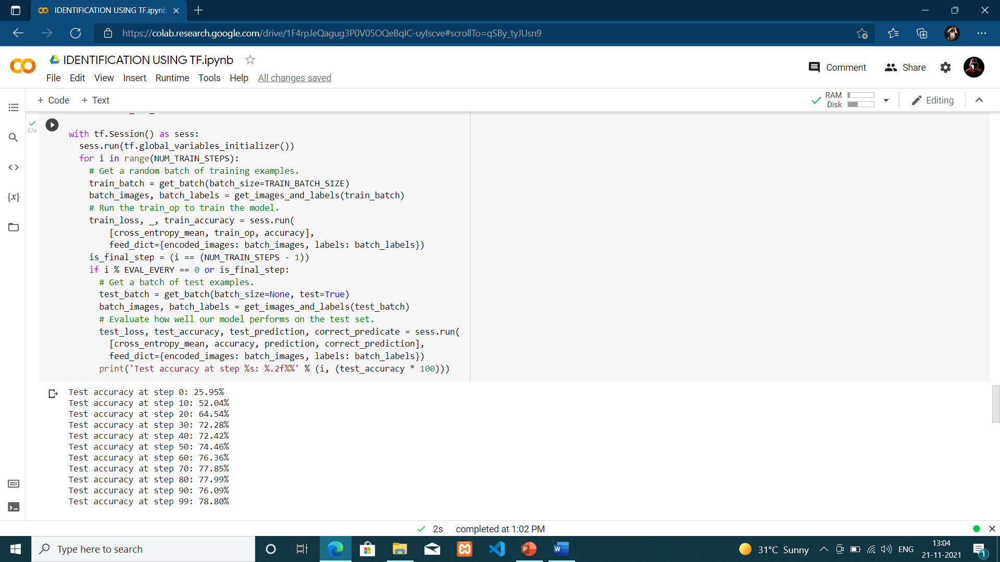 IDENTIFICATION USING TF.ipynb
https://colab.research.google.com/drive/1F4rpJeQagug3P0V05OQeBqIC-uyIscve#scrollTo=qSBy_tyJUsn9
IDENTIFICATION USING TF.ipynb
Comment Share
File Edit View Insert Runtime Tools Help All changes saved
+ Code + Text
RAM
Disk
Editing
57s
with tf.Session() as sess:
  sess.run(tf.global_variables_initializer())
  for i in range(NUM_TRAIN_STEPS):
    # Get a random batch of training examples.
    train_batch = get_batch(batch_size=TRAIN_BATCH_SIZE)
    batch_images, batch_labels = get_images_and_labels(train_batch)
    # Run the train_op to train the model.
    train_loss, _, train_accuracy = sess.run(
        [cross_entropy_mean, train_op, accuracy],
        feed_dict={encoded_images: batch_images, labels: batch_labels})
    is_final_step = (i == (NUM_TRAIN_STEPS - 1))
    if i % EVAL_EVERY == 0 or is_final_step:
      # Get a batch of test examples.
      test_batch = get_batch(batch_size=None, test=True)
      batch_images, batch_labels = get_images_and_labels(test_batch)
      # Evaluate how well our model performs on the test set.
      test_loss, test_accuracy, test_prediction, correct_predicate = sess.run(
        [cross_entropy_mean, accuracy, prediction, correct_prediction],
        feed_dict={encoded_images: batch_images, labels: batch_labels})
      print('Test accuracy at step %s: %.2f%%' % (i, (test_accuracy * 100)))
Test accuracy at step 0: 25.95%
Test accuracy at step 10: 52.04%
Test accuracy at step 20: 64.54%
Test accuracy at step 30: 72.28%
Test accuracy at step 40: 72.42%
Test accuracy at step 50: 74.46%
Test accuracy at step 60: 76.36%
Test accuracy at step 70: 77.85%
Test accuracy at step 80: 77.99%
Test accuracy at step 90: 76.09%
Test accuracy at step 99: 78.80%
2s completed at 1:02 PM
Type here to search
31°C Sunny
ENG
13:04
21-11-2021
1